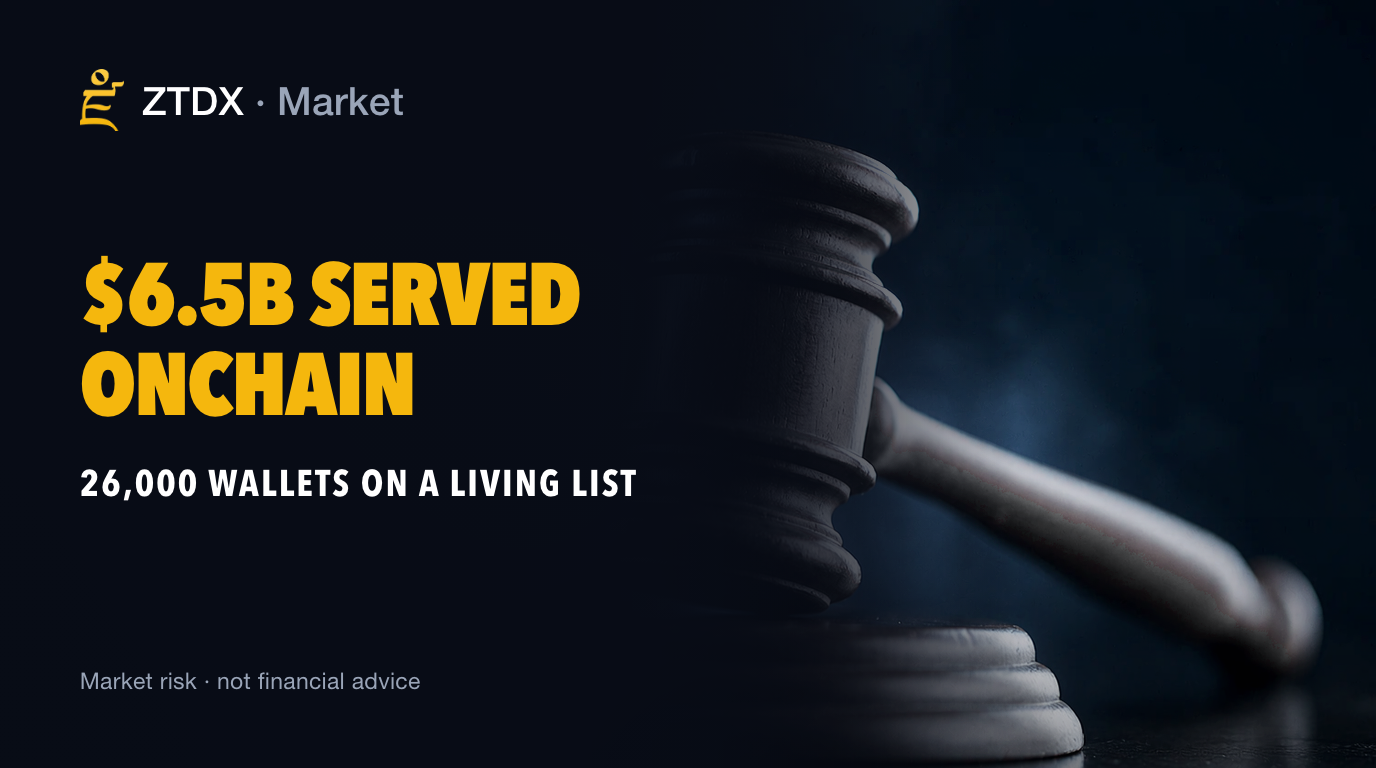 ZTDX · Market
$6.5B SERVED
ONCHAIN
26,000 WALLETS ON A LIVING LIST
Market risk · not financial advice